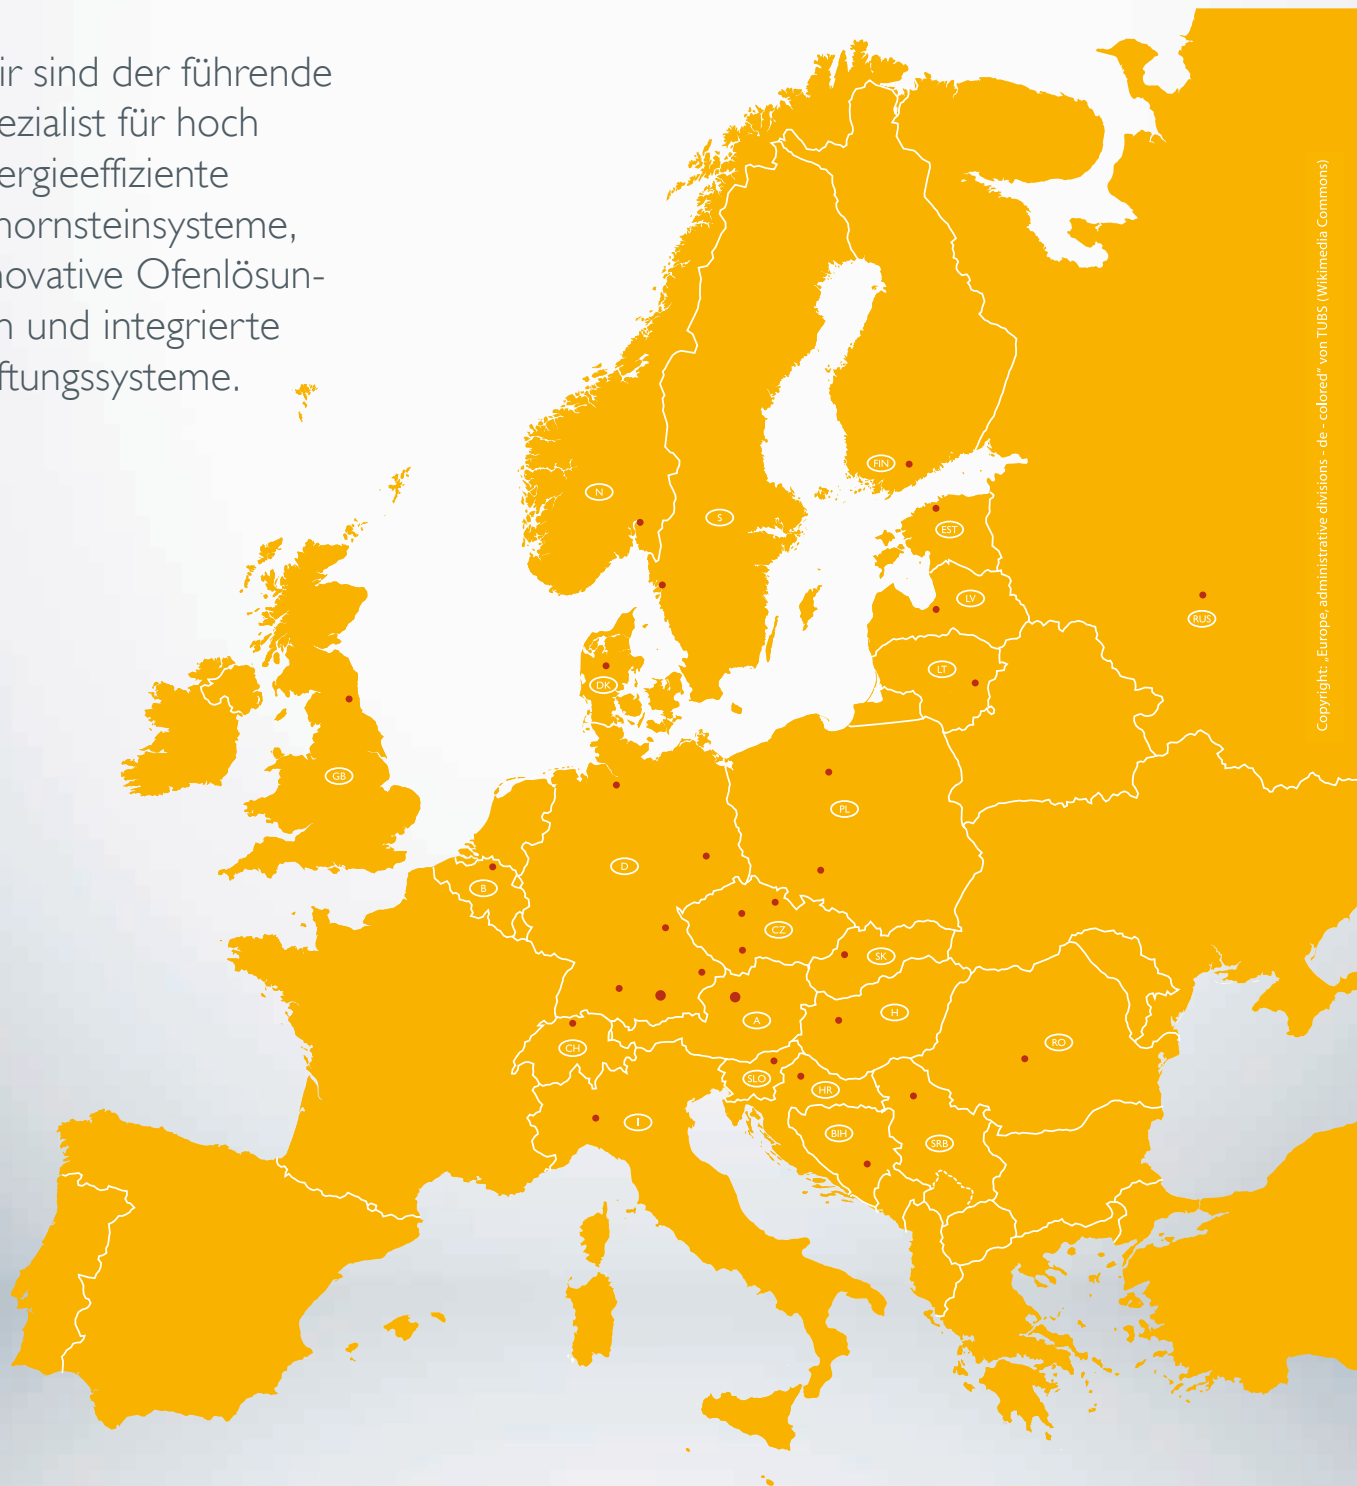 ir sind der führende
ezialist für hoch
ergieeffiziente
hornsteinsysteme,
novative Ofenlösun-
n und integrierte
ftungssysteme.
FIN
N
S
EST
LV
RUS
LT
DK
GB
PL
D
B
CZ
SK
H
A
RO
CH
SLO
HR
I
BIH
SRB
Copyright: „Europe, administrative divisions - de - colored" von TUBS (Wikimedia Commons)